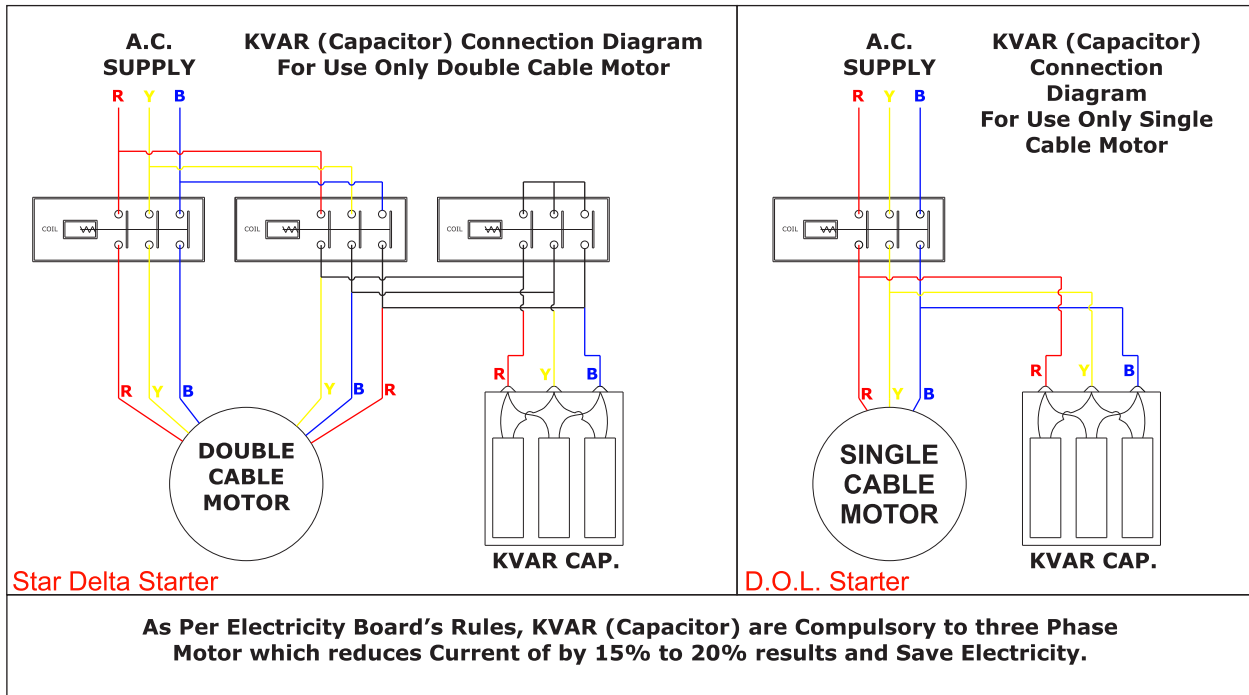 A.C.
SUPPLY
KVAR (Capacitor) Connection Diagram
For Use Only Double Cable Motor
R Y B
COIL
COIL
COIL
R Y B
Y B R
R Y B
DOUBLE
CABLE
MOTOR
KVAR CAP.
Star Delta Starter
A.C.
SUPPLY
KVAR (Capacitor)
Connection
Diagram
For Use Only Single
Cable Motor
R Y B
COIL
R Y B
R Y B
SINGLE
CABLE
MOTOR
KVAR CAP.
D.O.L. Starter
As Per Electricity Board's Rules, KVAR (Capacitor) are Compulsory to three Phase
Motor which reduces Current of by 15% to 20% results and Save Electricity.